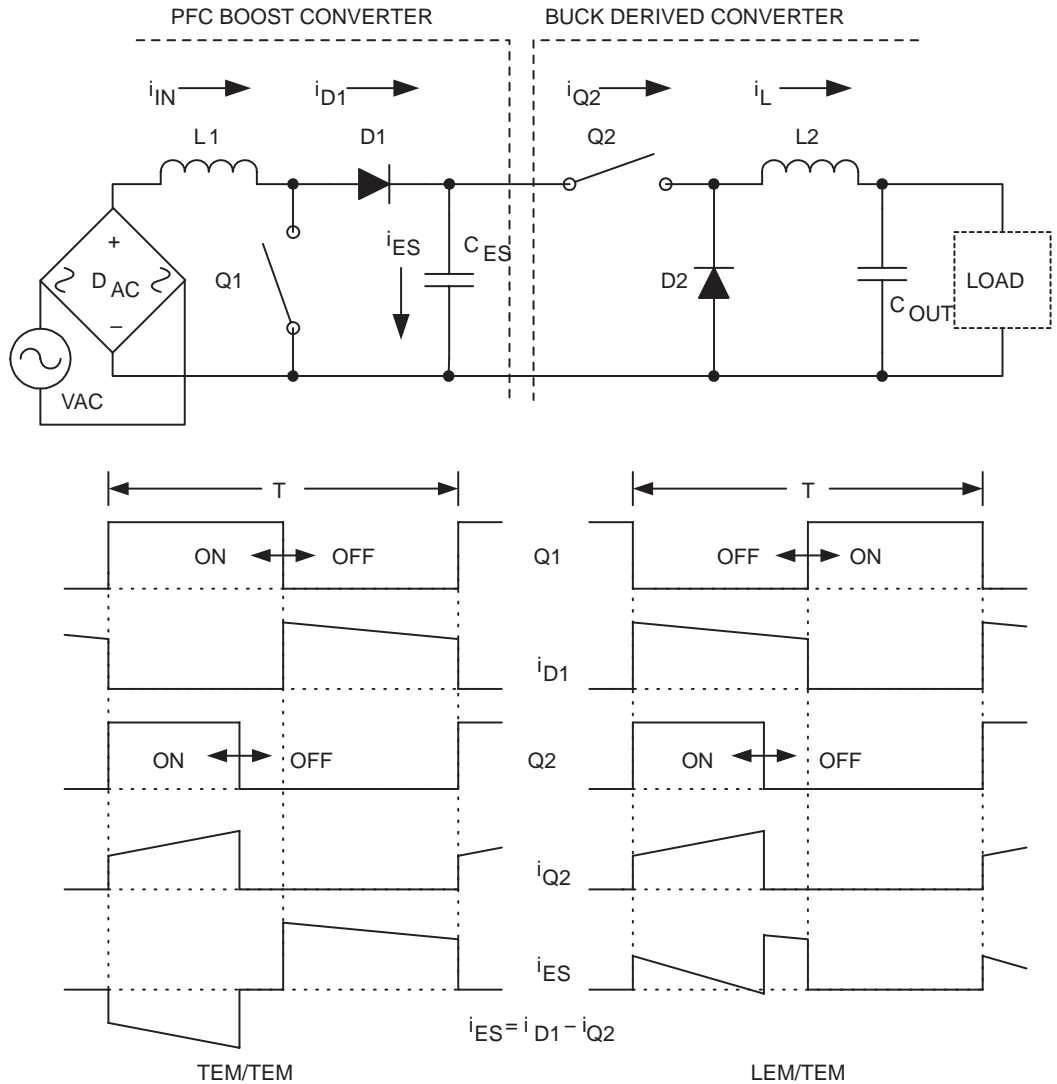 PFC BOOST CONVERTER
BUCK DERIVED CONVERTER
iIN
iD1
iQ2
iL
L1
D1
Q2
L2
+
DAC
−
Q1
iES
CES
D2
COUT
LOAD
VAC
T
T
ON
OFF
Q1
OFF
ON
iD1
ON
OFF
Q2
ON
OFF
iQ2
iES
iES = iD1 − iQ2
TEM/TEM
LEM/TEM